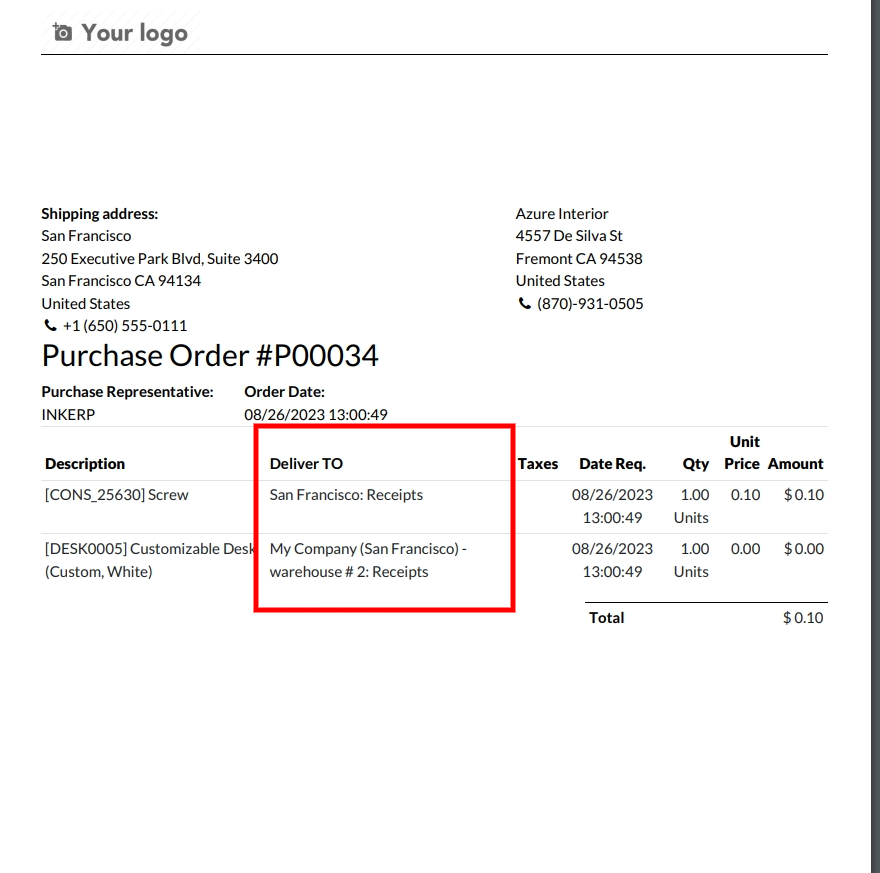 Your logo
Shipping address:
San Francisco
250 Executive Park Blvd, Suite 3400
San Francisco CA 94134
United States
+1 (650) 555-0111
Azure Interior
4557 De Silva St
Fremont CA 94538
United States
(870)-931-0505
Purchase Order #P00034
Purchase Representative: Order Date:
INKERP 08/26/2023 13:00:49
Unit
Description Deliver TO Taxes Date Req. Qty Price Amount
[CONS_25630] Screw San Francisco: Receipts 08/26/2023 1.00 0.10 $ 0.10
13:00:49 Units
[DESK0005] Customizable Desk My Company (San Francisco) - 08/26/2023 1.00 0.00 $ 0.00
(Custom, White) warehouse # 2: Receipts 13:00:49 Units
Total $ 0.10